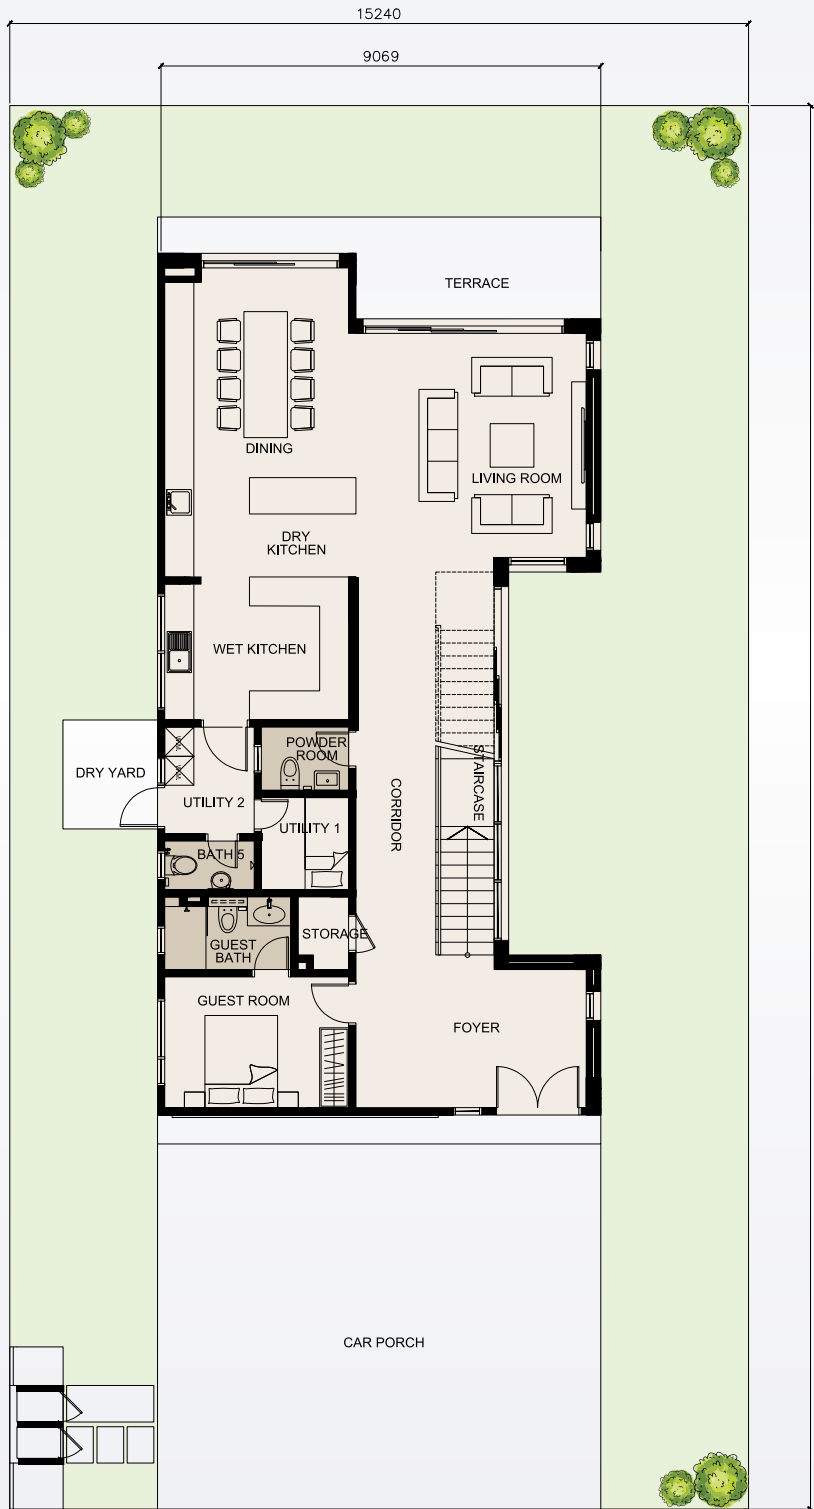 15240
9069
TERRACE
DINING
LIVING ROOM
DRY
KITCHEN
WET KITCHEN
POWDER
ROOM
DRY YARD
STAIRCASE
UTILITY 2
CORRIDOR
UTILITY 1
BATH 5
STORAGE
GUEST
BATH
GUEST ROOM
FOYER
CAR PORCH